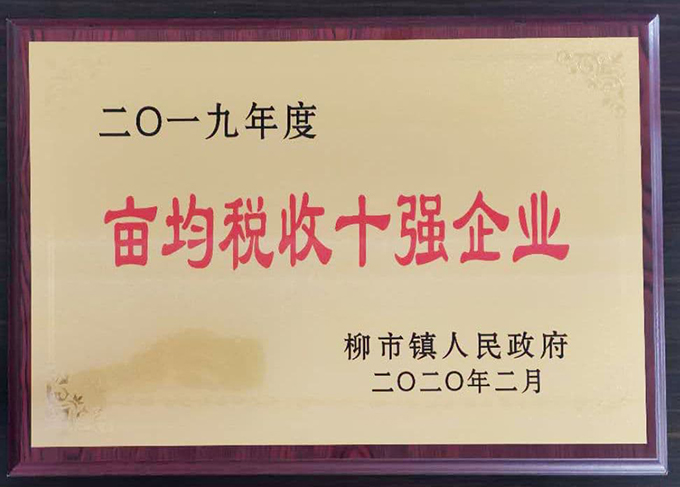 二〇一九年度
亩均税收十强企业
柳市镇人民政府
二〇二〇年二月